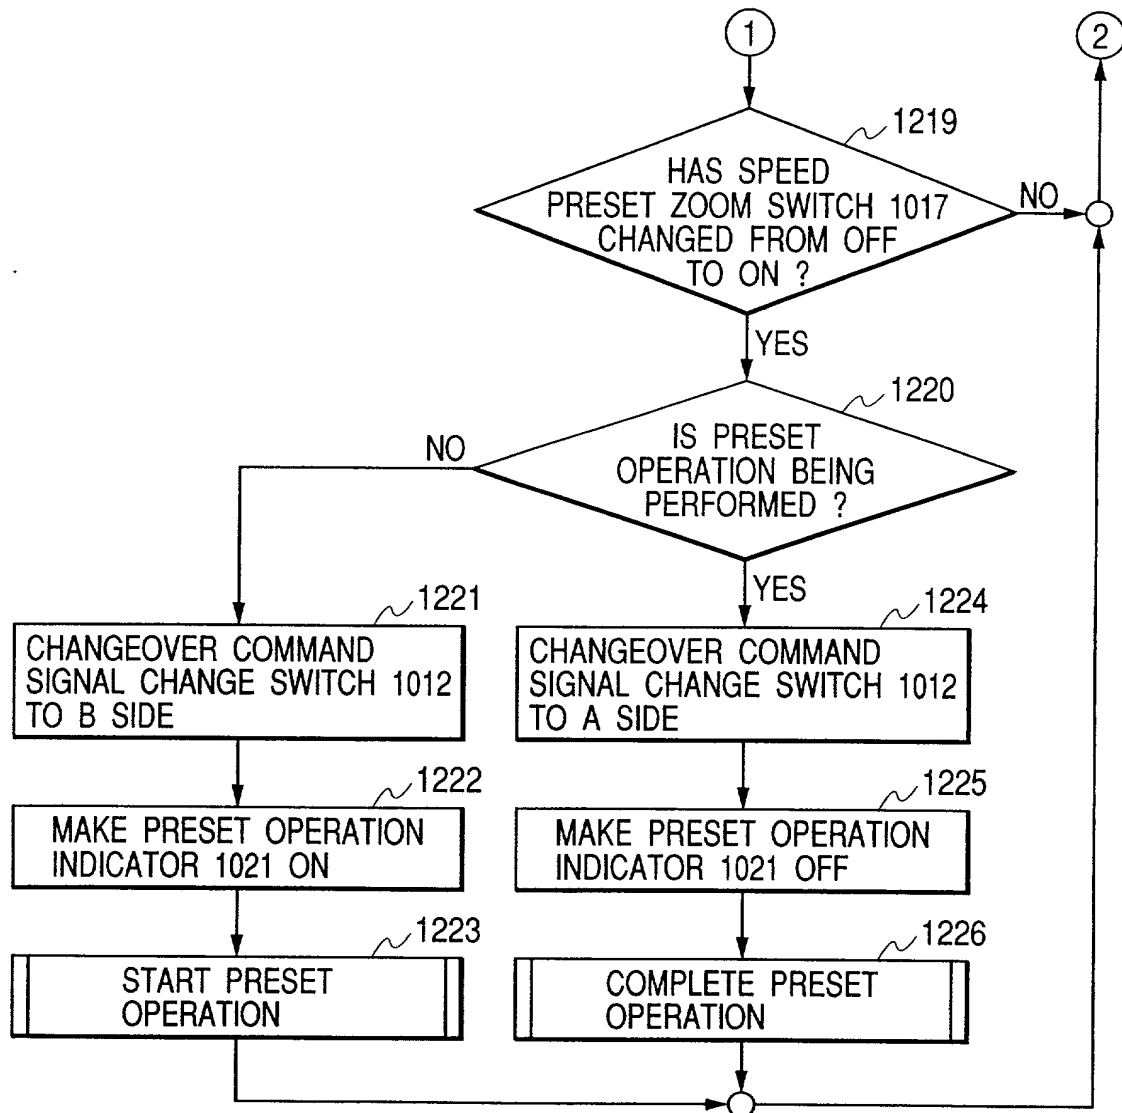 1
2
1219
HAS SPEED
PRESET ZOOM SWITCH 1017
CHANGED FROM OFF
TO ON ?
NO
YES
1220
IS PRESET
OPERATION BEING
PERFORMED ?
NO
YES
1221
CHANGEOVER COMMAND
SIGNAL CHANGE SWITCH 1012
TO B SIDE
1224
CHANGEOVER COMMAND
SIGNAL CHANGE SWITCH 1012
TO A SIDE
1222
MAKE PRESET OPERATION
INDICATOR 1021 ON
1225
MAKE PRESET OPERATION
INDICATOR 1021 OFF
1223
START PRESET
OPERATION
1226
COMPLETE PRESET
OPERATION